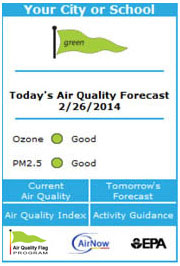 Your City or School
green
Today's Air Quality Forecast
2/26/2014
Ozone Good
PM2.5 Good
Current
Air Quality
Tomorrow's
Forecast
Air Quality Index
Activity Guidance
Air Quality Flag
PROGRAM
AirNow
EPA